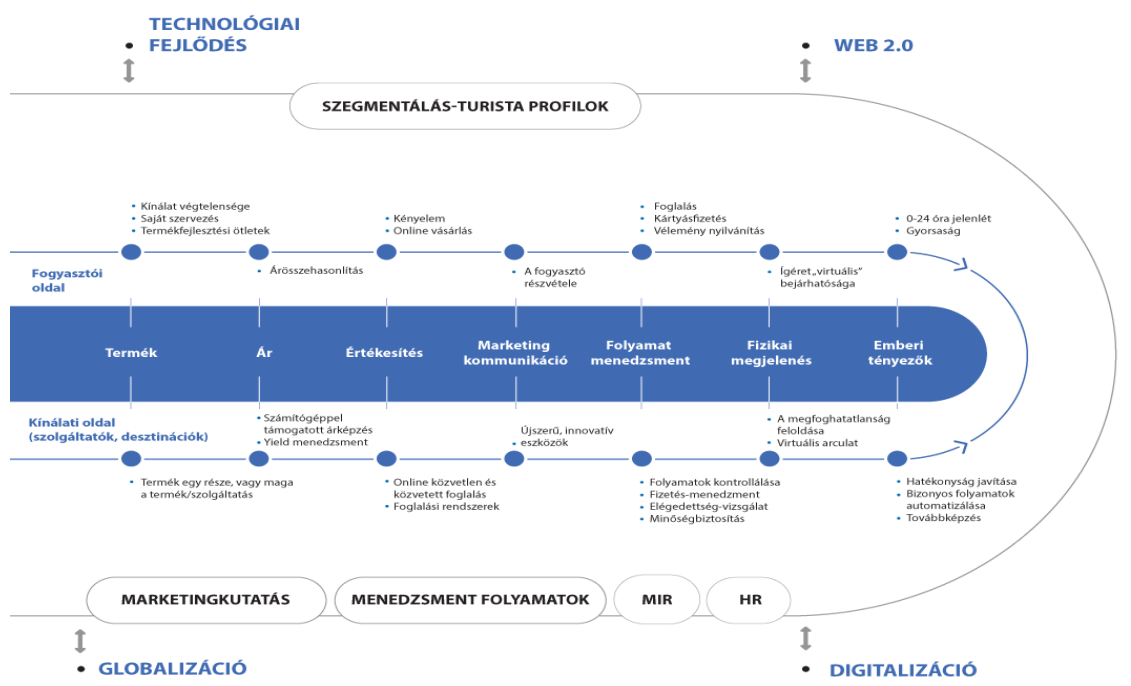 TECHNOLÓGIAI
• FEJLŐDÉS
• WEB 2.0
SZEGMENTÁLÁS-TURISTA PROFILOK
• Kínálat végtelensége
• Saját szervezés
• Termékfejlesztési ötletek
• Kényelem
• Online vásárlás
• Foglalás
• Kártyásfizetés
• Vélemény nyilvánítás
• 0-24 óra jelenlét
• Gyorsaság
Fogyasztói
oldal
• Árösszehasonlítás
• A fogyasztó
részvétele
• Ígéret„virtuális”
bejárhatósága
Termék
Ár
Értékesítés
Marketing
kommunikáció
Folyamat
menedzsment
Fizikai
megjelenés
Emberi
tényezők
Kínálati oldal
(szolgáltatók, desztinációk)
• Számítógéppel
támogatott árképzés
• Yield menedzsment
Újszerű, innovatív
• eszközök
• A megfoghatatlanság
feloldása
• Virtuális arculat
• Termék egy része, vagy maga
a termék/szolgáltatás
• Online közvetlen és
közvetett foglalás
• Foglalási rendszerek
• Folyamatok kontrollálása
• Fizetés-menedzment
• Elégedettség-vizsgálat
• Minőségbiztosítás
• Hatékonyság javítása
• Bizonyos folyamatok
automatizálása
• Továbbképzés
MARKETINGKUTATÁS
MENEDZSMENT FOLYAMATOK
MIR
HR
• GLOBALIZÁCIÓ
• DIGITALIZÁCIÓ